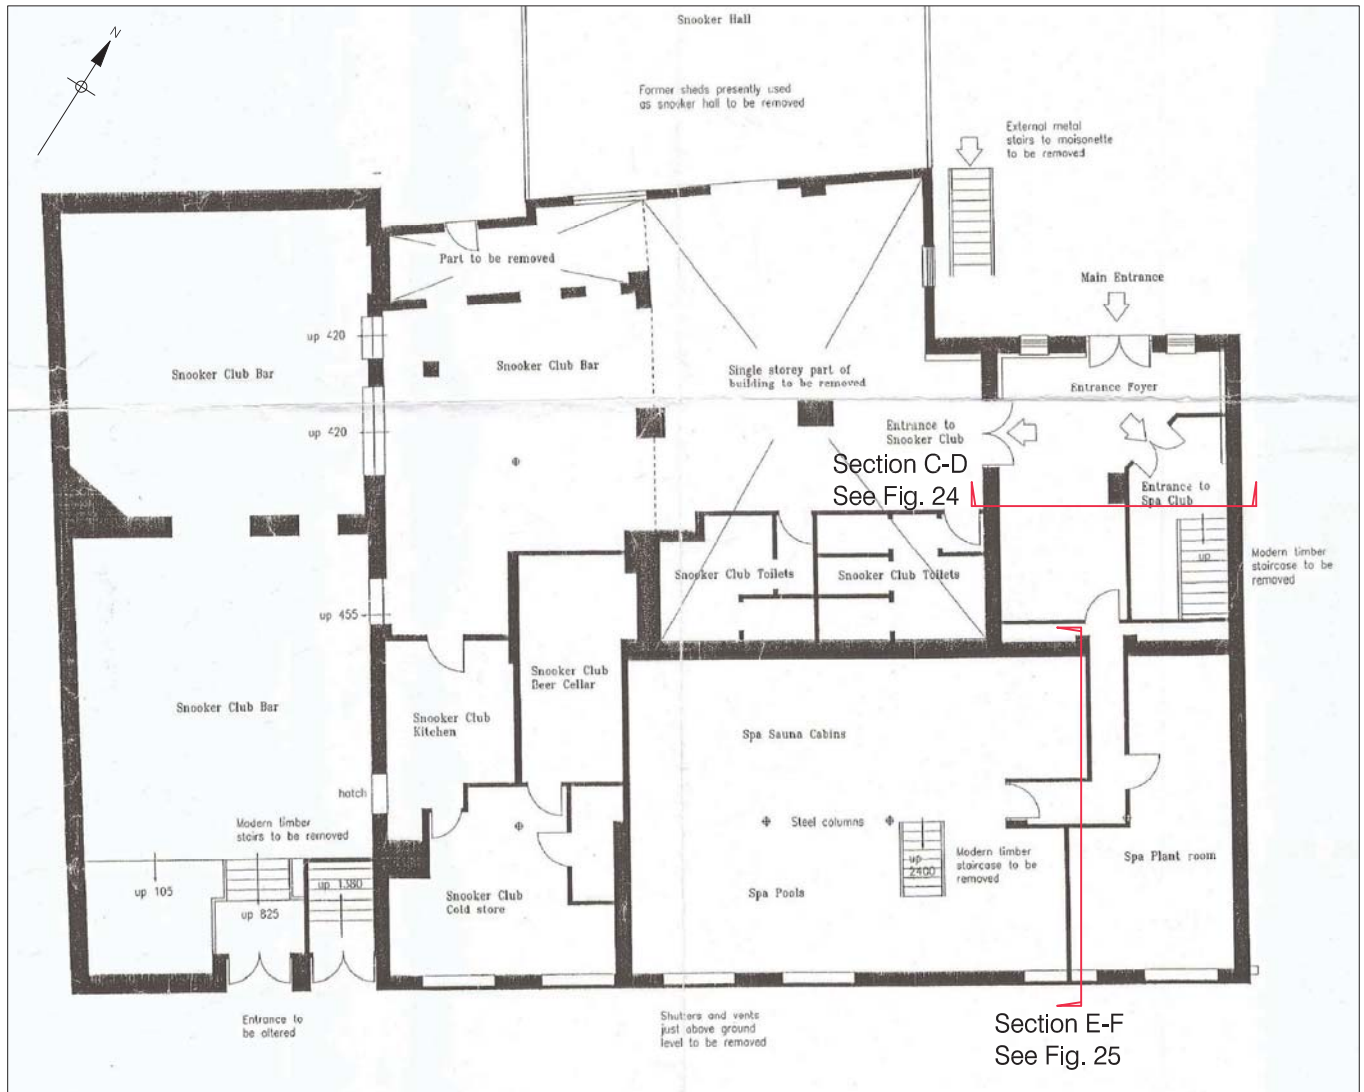 N
Snooker Hall
Former sheds presently used
as snooker hall to be removed
External metal
stairs to maisonette
to be removed
Part to be removed
Main Entrance
up 420
Snooker Club Bar
Snooker Club Bar
Single storey part of
building to be removed
Entrance Foyer
up 420
Entrance to
Snooker Club
Section C-D
See Fig. 24
Entrance to
Spa Club
up
Modern timber
staircase to be
removed
Snooker Club Toilets
Snooker Club Toilets
up 455
Snooker Club
Beer Cellar
Snooker Club Bar
Snooker Club
Kitchen
Spa Sauna Cabins
hatch
Modern timber
stairs to be removed
Steel columns
up
2400
Modern timber
staircase to be
removed
Spa Plant room
up 105
up 825
up 1380
Snooker Club
Cold store
Spa Pools
Entrance to
be altered
Shutters and vents
just above ground
level to be removed
Section E-F
See Fig. 25